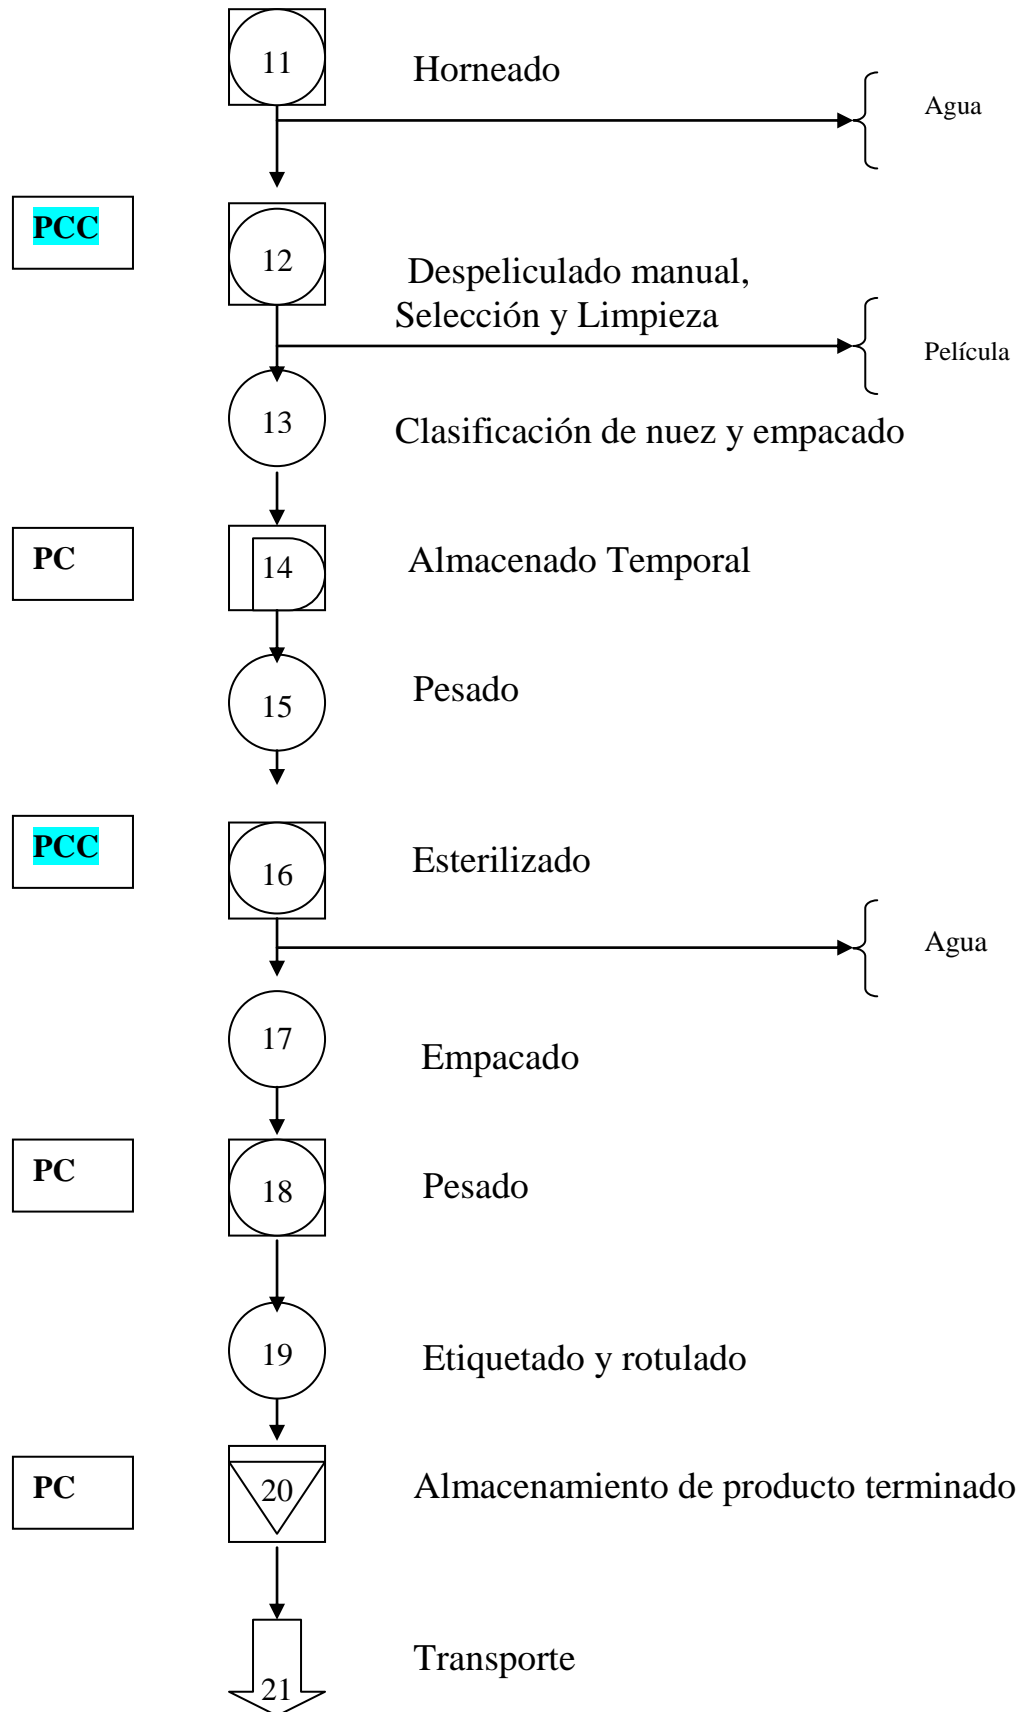 11
Horneado
Agua
PCC
12
Despeliculado manual,
Selección y Limpieza
Película
13
Clasificación de nuez y empacado
PC
14
Almacenado Temporal
15
Pesado
PCC
16
Esterilizado
Agua
17
Empacado
PC
18
Pesado
19
Etiquetado y rotulado
PC
20
Almacenamiento de producto terminado
21
Transporte